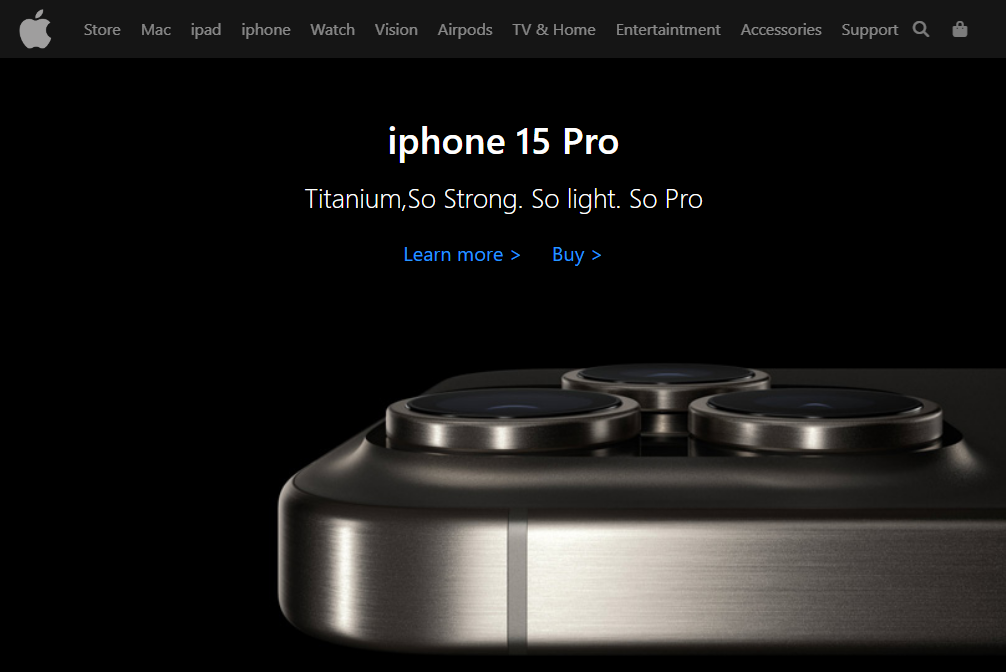 Store Mac ipad iphone Watch Vision Airpods TV & Home Entertaintment Accessories Support
iphone 15 Pro
Titanium,So Strong. So light. So Pro
Learn more > Buy >